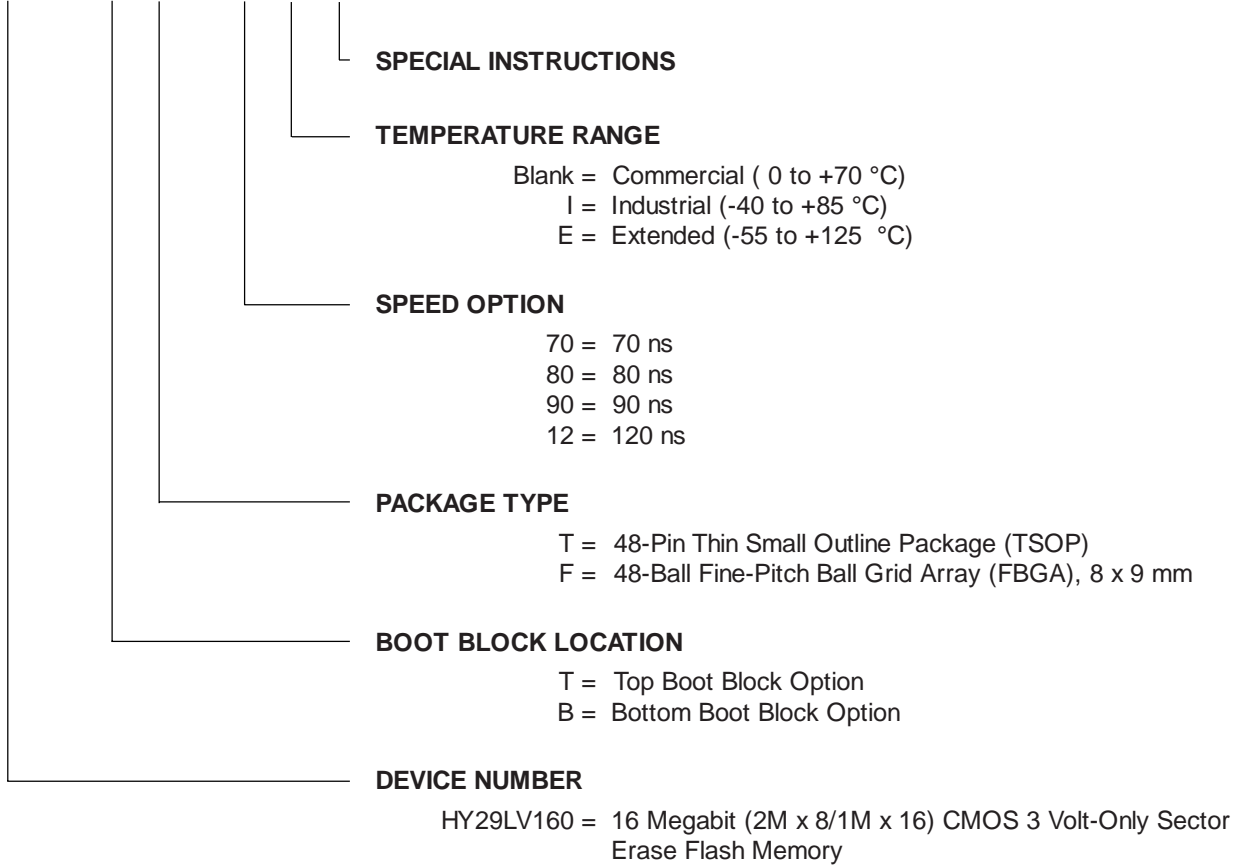 SPECIAL INSTRUCTIONS
TEMPERATURE RANGE
Blank = Commercial ( 0 to +70 °C)
I = Industrial (-40 to +85 °C)
E = Extended (-55 to +125 °C)
SPEED OPTION
70 = 70 ns
80 = 80 ns
90 = 90 ns
12 = 120 ns
PACKAGE TYPE
T = 48-Pin Thin Small Outline Package (TSOP)
F = 48-Ball Fine-Pitch Ball Grid Array (FBGA), 8 x 9 mm
BOOT BLOCK LOCATION
T = Top Boot Block Option
B = Bottom Boot Block Option
DEVICE NUMBER
HY29LV160 = 16 Megabit (2M x 8/1M x 16) CMOS 3 Volt-Only Sector
Erase Flash Memory